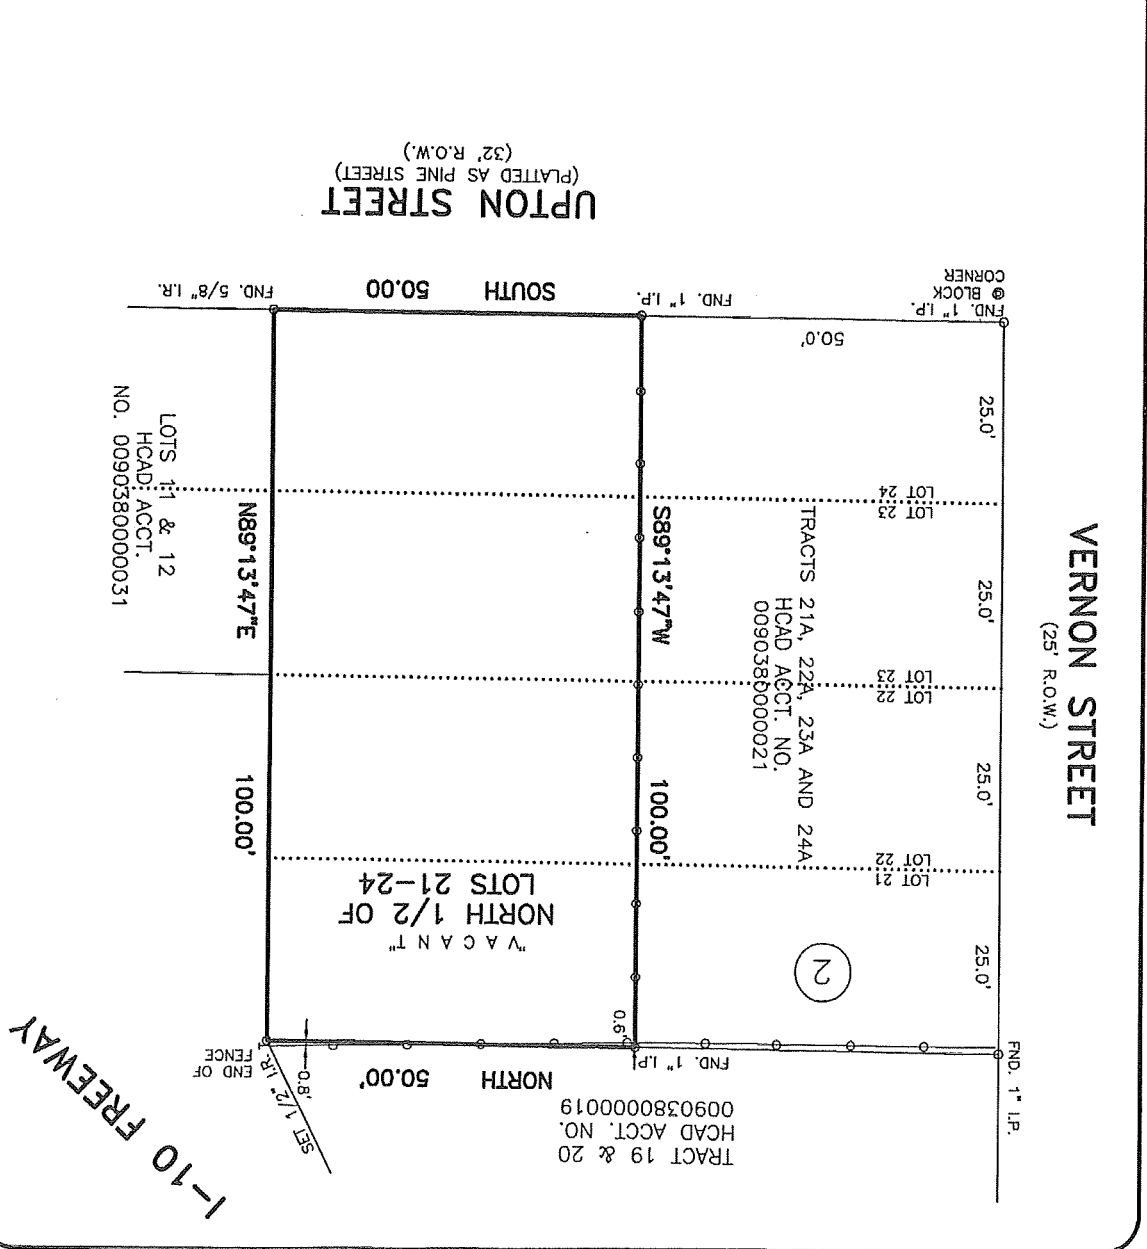 UPTON STREET
(PLATTED AS PINE STREET)
(32' R.O.W.)
FND. 1" I.P.
@ BLOCK
CORNER
FND. 1" I.P.
SOUTH 50.00
FND. 5/8" I.R.
50.0'
VERNON STREET
(25' R.O.W.)
25.0'
25.0'
25.0'
25.0'
LOT 24
LOT 23
LOT 23
LOT 22
LOT 22
LOT 21
TRACTS 21A, 22A, 23A AND 24A
HCAD ACCT. NO.
0090380000021
S89°13'47"W
100.00'
N89°13'47"E
100.00'
LOTS 11 & 12
HCAD ACCT.
NO. 0090380000031
"VACANT"
NORTH 1/2 OF
LOTS 21-24
2
0.6'
FND. 1" I.P.
FND. 1" I.P.
NORTH 50.00'
0.8'
END OF
FENCE
SET 1/2" I.R.
TRACT 19 & 20
HCAD ACCT. NO.
0090380000019
I-10 FREEWAY